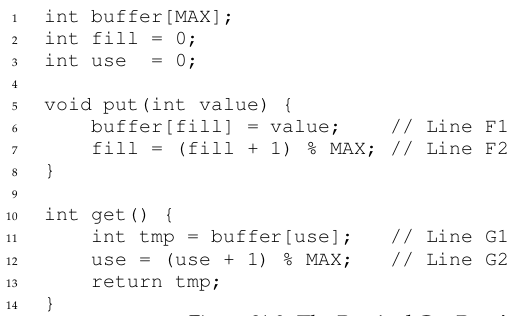 1 int buffer[MAX];
2 int fill = 0;
3 int use  = 0;
4
5 void put(int value) {
6     buffer[fill] = value;    // Line F1
7     fill = (fill + 1) % MAX; // Line F2
8 }
9
10 int get() {
11     int tmp = buffer[use];   // Line G1
12     use = (use + 1) % MAX;   // Line G2
13     return tmp;
14 }